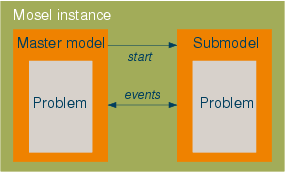 Mosel instance
Master model
Submodel
start
Problem
events
Problem